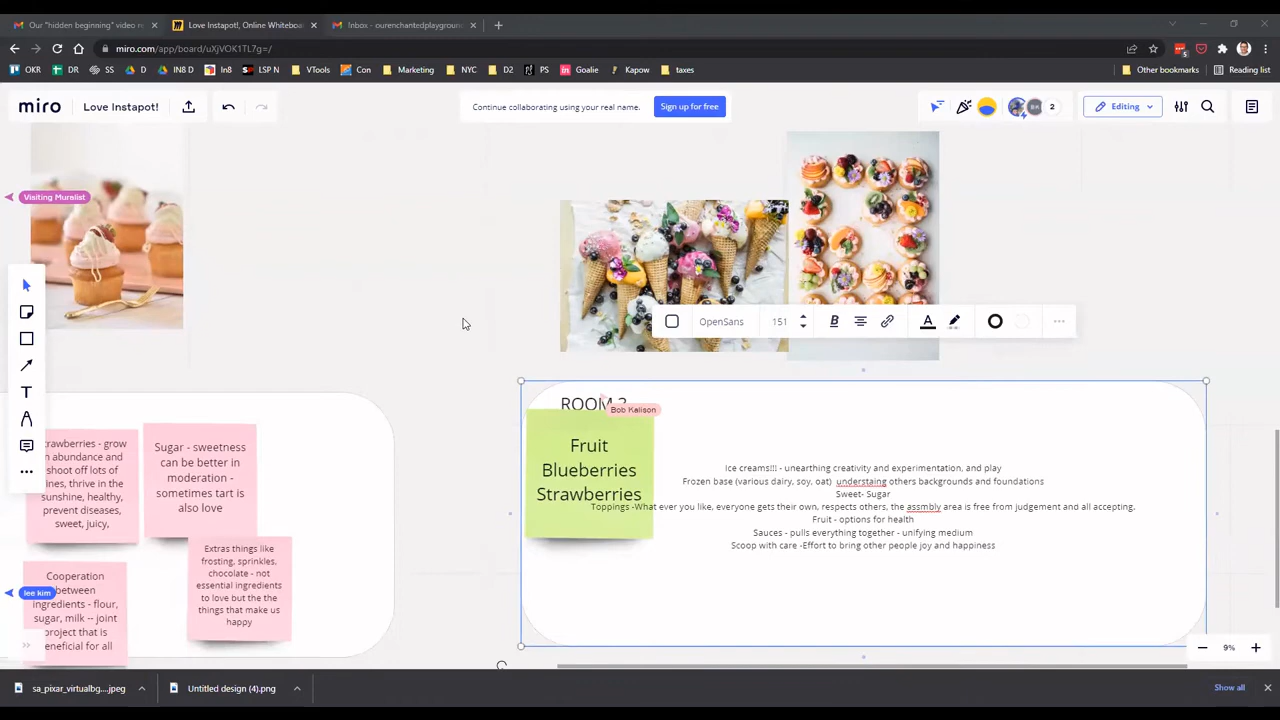 Our "hidden beginning" video r
Love Instapot!, Online Whiteboa
Inbox - ourenchantedplaygroun
miro.com/app/board/uXjVOK1TL7g=/
OKR
DR
SS
D
IN8 D
In8
LSP N
VTools
Con
Marketing
NYC
D2
PS
Goalie
Kapow
taxes
Other bookmarks
Reading list
miro
Love Instapot!
Continue collaborating using your real name.
Sign up for free
2
Editing
Visiting Muralist
OpenSans
151
B
A
T
ROOM
Bob Kalison
Fruit
Blueberries
Strawberries
Ice creams!!! - unearthing creativity and experimentation, and play
Frozen base (various dairy, soy, oat) understaing others backgrounds and foundations
Sweet- Sugar
Toppings -What ever you like, everyone gets their own, respects others, the assmbly area is free from judgement and all accepting.
Fruit - options for health
Sauces - pulls everything together - unifying medium
Scoop with care -Effort to bring other people joy and happiness
trawberries - grow
n abundance and
shoot off lots of
ines, thrive in the
sunshine, healthy,
prevent diseases,
sweet, juicy,
Sugar - sweetness
can be better in
moderation -
sometimes tart is
also love
Cooperation
between
ingredients - flour,
sugar, milk -- joint
project that is
beneficial for all
Extras things like
frosting, sprinkles,
chocolate - not
essential ingredients
to love but the the
things that make us
happy
lee kim
9%
sa_pixar_virtualbg....jpeg
Untitled design (4).png
Show all